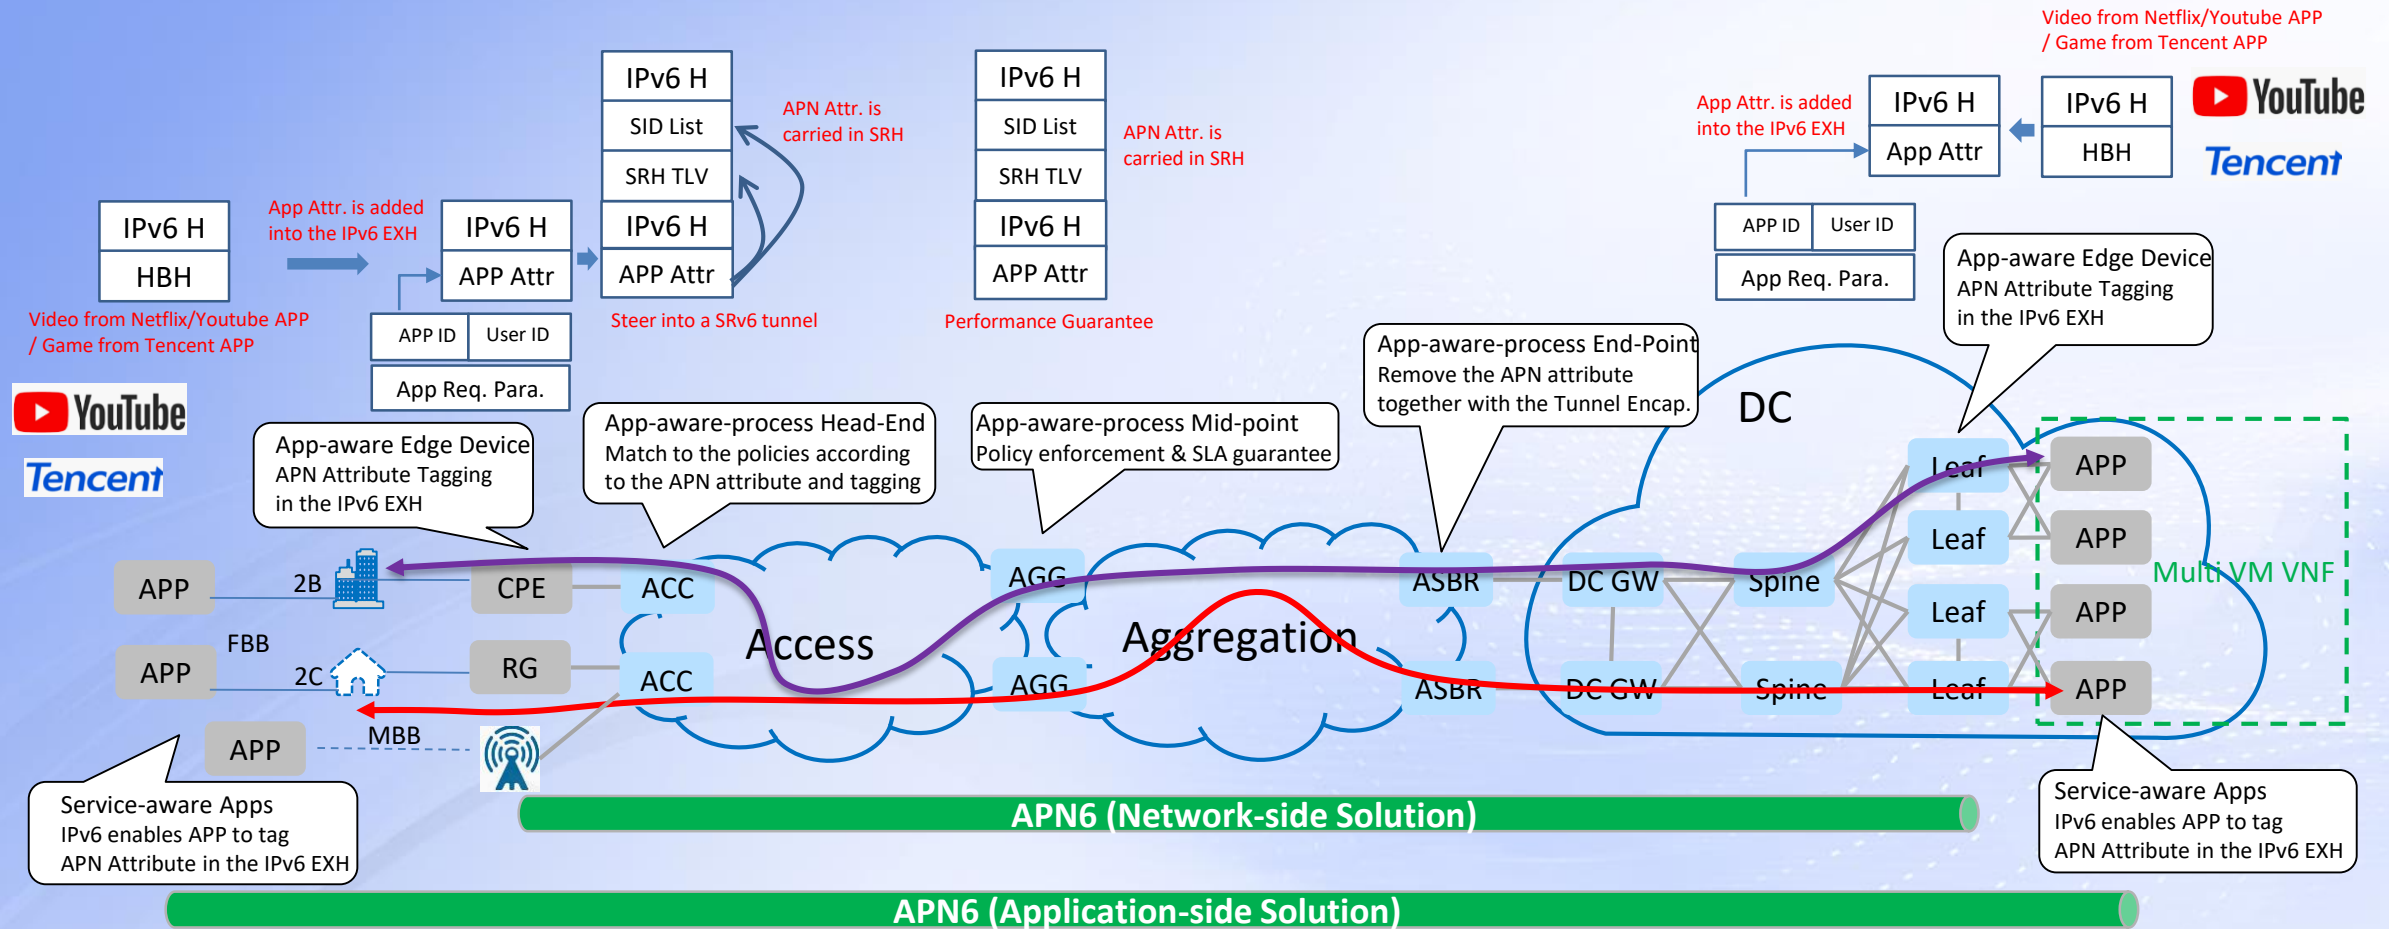 Video from Netflix/Youtube APP
/ Game from Tencent APP
IPv6 H
SID List
SRH TLV
IPv6 H
APP Attr
APN Attr. is
carried in SRH
IPv6 H
SID List
SRH TLV
IPv6 H
APP Attr
APN Attr. is
carried in SRH
App Attr. is added
into the IPv6 EXH
IPv6 H
App Attr
IPv6 H
HBH
YouTube
Tencent
IPv6 H
HBH
App Attr. is added
into the IPv6 EXH
IPv6 H
APP Attr
APP ID
User ID
App Req. Para.
Video from Netflix/Youtube APP
/ Game from Tencent APP
APP ID
User ID
App Req. Para.
Steer into a SRv6 tunnel
Performance Guarantee
YouTube
Tencent
App-aware Edge Device
APN Attribute Tagging
in the IPv6 EXH
App-aware-process Head-End
Match to the policies according
to the APN attribute and tagging
App-aware-process Mid-point
Policy enforcement & SLA guarantee
App-aware-process End-Point
Remove the APN attribute
together with the Tunnel Encap.
App-aware Edge Device
APN Attribute Tagging
in the IPv6 EXH
DC
APP
2B
CPE
ACC
AGG
ASBR
DC GW
Spine
Leaf
Leaf
Leaf
Leaf
APP
APP
APP
APP
Multi VM VNF
FBB
Access
Aggregation
APP
2C
RG
ACC
AGG
ASBR
DC GW
Spine
APP
MBB
Service-aware Apps
IPv6 enables APP to tag
APN Attribute in the IPv6 EXH
Service-aware Apps
IPv6 enables APP to tag
APN Attribute in the IPv6 EXH
APN6 (Network-side Solution)
APN6 (Application-side Solution)